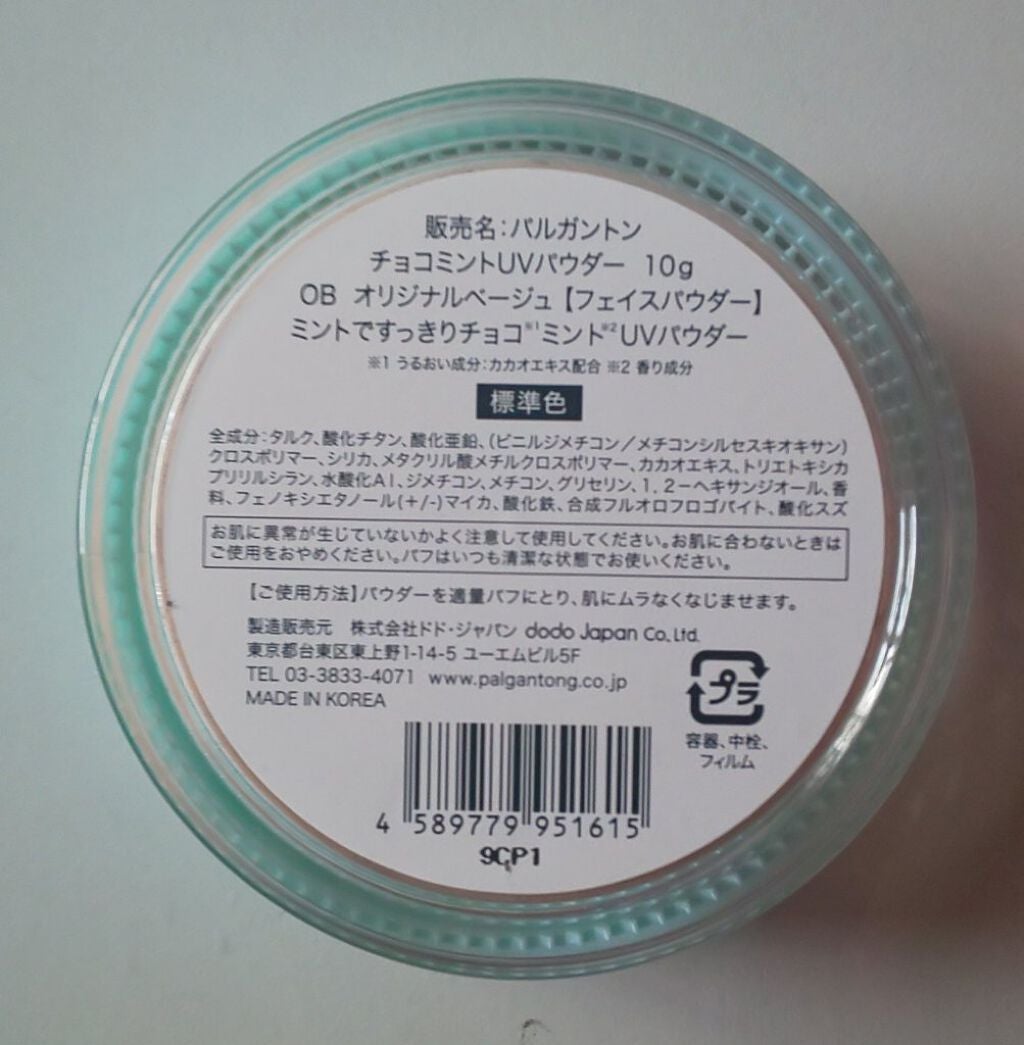 販売名：パルガントン
チョコミントUVパウダー 10g
OB オリジナルベージュ【フェイスパウダー】
ミントですっきりチョコ※1ミント※2UVパウダー
※1 うるおい成分：カカオエキス配合 ※2 香り成分
標準色
全成分：タルク、酸化チタン、酸化亜鉛、（ビニルジメチコン／メチコンシルセスキオキサン）
クロスポリマー、シリカ、メタクリル酸メチルクロスポリマー、カカオエキス、トリエトキシカ
プリリルシラン、水酸化Al、ジメチコン、メチコン、グリセリン、1，2－ヘキサンジオール、香
料、フェノキシエタノール(+/-)マイカ、酸化鉄、合成フルオロフロゴパイト、酸化スズ
お肌に異常が生じていないかよく注意して使用してください。お肌に合わないときは
ご使用をおやめください。パフはいつも清潔な状態でお使いください。
【ご使用方法】パウダーを適量パフにとり、肌にムラなくなじませます。
製造販売元 株式会社ドド・ジャパン dodo Japan Co.,Ltd.
東京都台東区東上野1-14-5 ユーエムビル5F
TEL 03-3833-4071 www.palgantong.co.jp
MADE IN KOREA
プラ
容器、中栓、
フィルム
4 589779 951615
9CP1